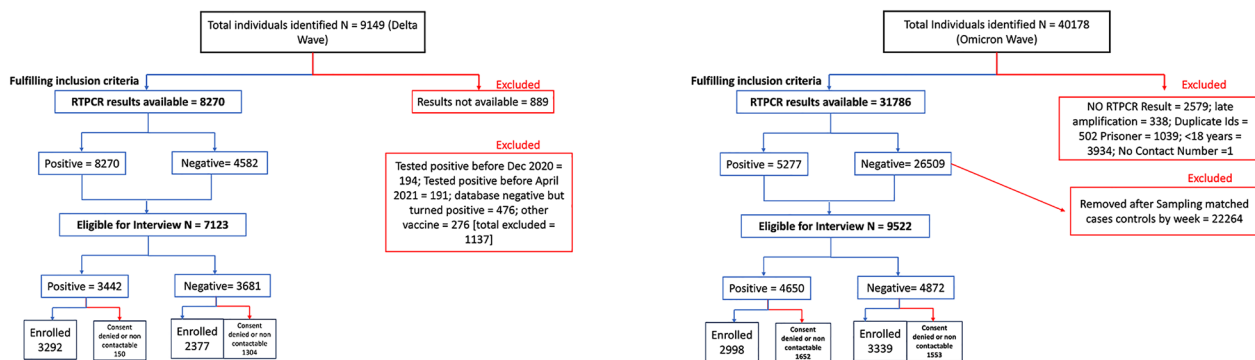 Total individuals identified N = 9149 (Delta
Wave)
Fulfilling inclusion criteria
Excluded
RTPCR results available = 8270
Results not available = 889
Positive = 8270
Negative= 4582
Excluded
Tested positive before Dec 2020 =
194; Tested positive before April
2021 = 191; database negative but
turned positive = 476; other
vaccine = 276 [total excluded =
1137]
Eligible for Interview N = 7123
Positive = 3442
Negative= 3681
Enrolled
3292
Consent
denied or non
contactable
150
Enrolled
2377
Consent
denied or non
contactable
1304
Total Individuals identified N = 40178
(Omicron Wave)
Fulfilling inclusion criteria
Excluded
RTPCR results available = 31786
NO RTPCR Result = 2579; late
amplification = 338; Duplicate Ids =
502 Prisoner = 1039; <18 years =
3934; No Contact Number =1
Positive = 5277
Negative= 26509
Excluded
Removed after Sampling matched
cases controls by week = 22264
Eligible for Interview N = 9522
Positive = 4650
Negative = 4872
Enrolled
2998
Consent
denied or non
contactable
1652
Enrolled
3339
Consent
denied or non
contactable
1553